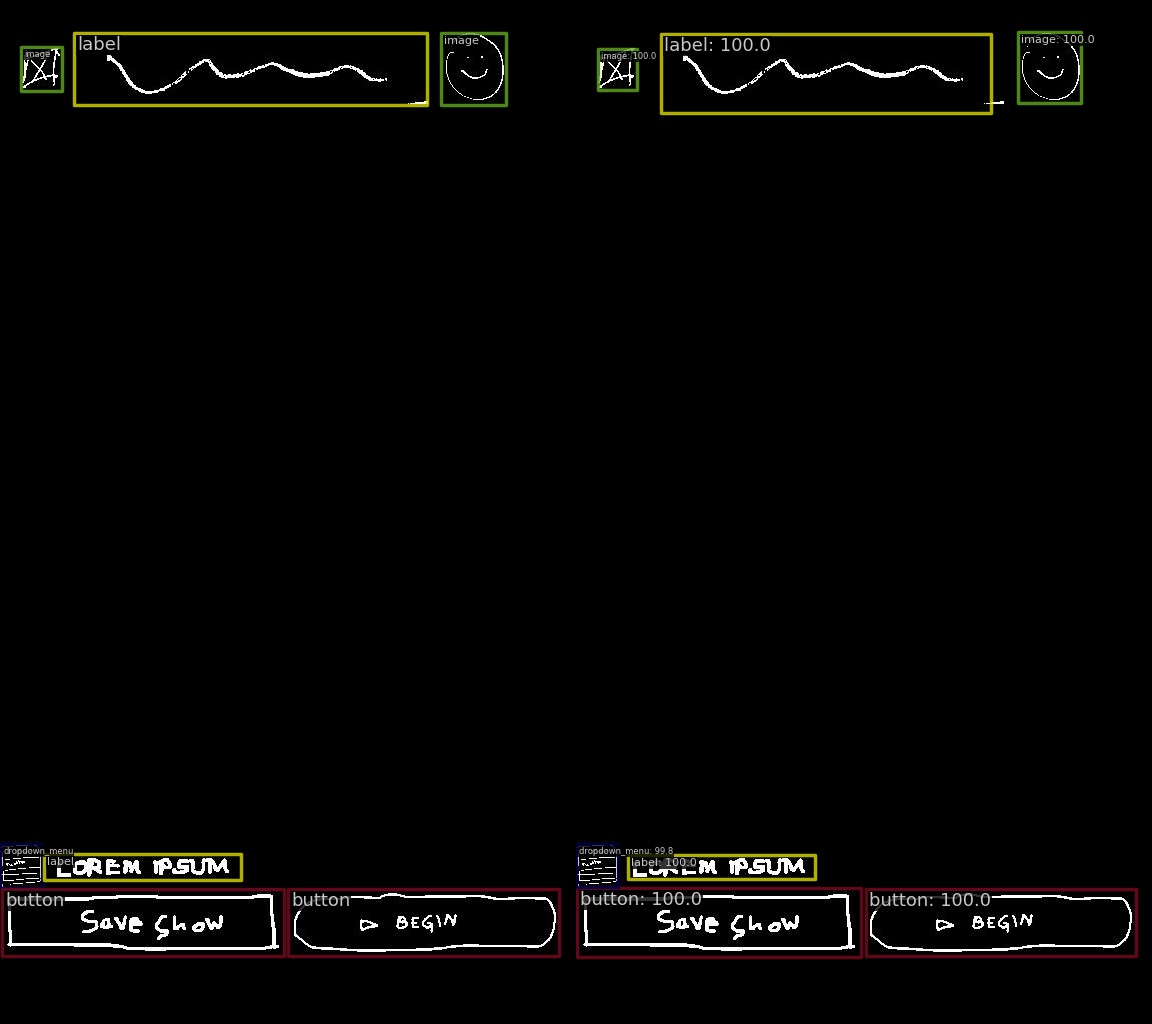 image label image image: 100.0 label: 100.0 image: 100.0
dropdown_menu dropdown_menu: 99.8
label LOREM IPSUM label: 100.0 LOREM IPSUM
button button button: 100.0 button: 100.0
Save Show ▷ BEGIN Save Show ▷ BEGIN